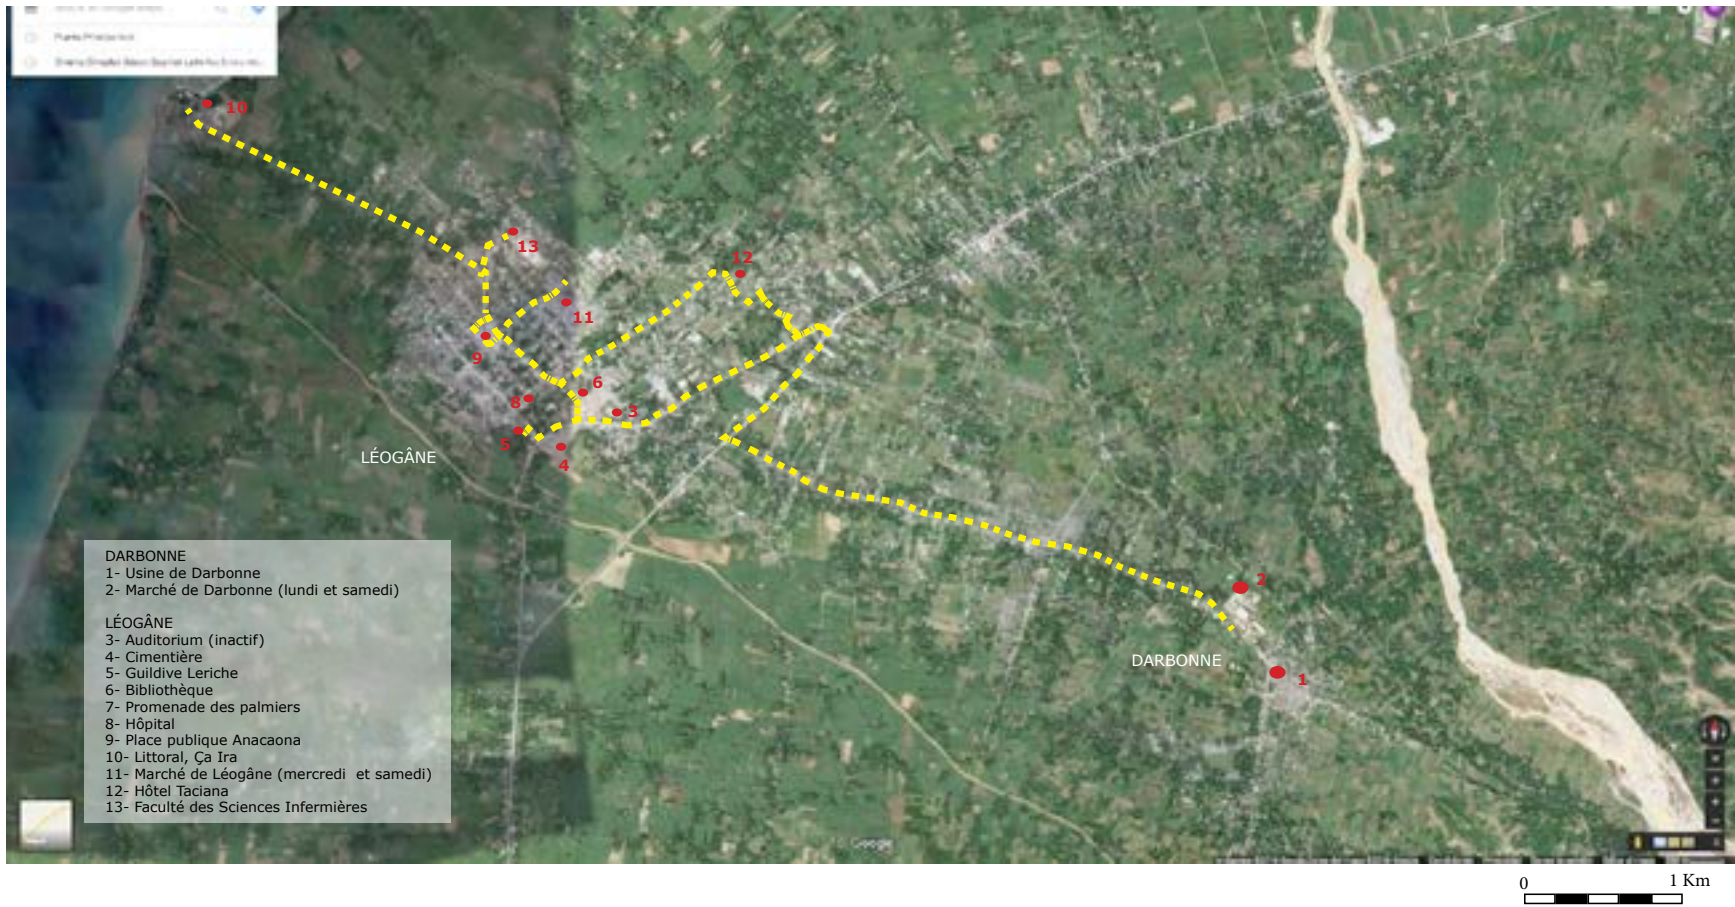 10
13
12
11
9
6
8
3
5
LÉOGÂNE
4
DARBONNE
1- Usine de Darbonne
2- Marché de Darbonne (lundi et samedi)
LÉOGÂNE
3- Auditorium (inactif)
4- Cimentière
5- Guildive Leriche
6- Bibliothèque
7- Promenade des palmiers
8- Hôpital
9- Place publique Anacaona
10- Littoral, Ça Ira
11- Marché de Léogâne (mercredi et samedi)
12- Hôtel Taciana
13- Faculté des Sciences Infermières
2
DARBONNE
1
Google
0 1 Km